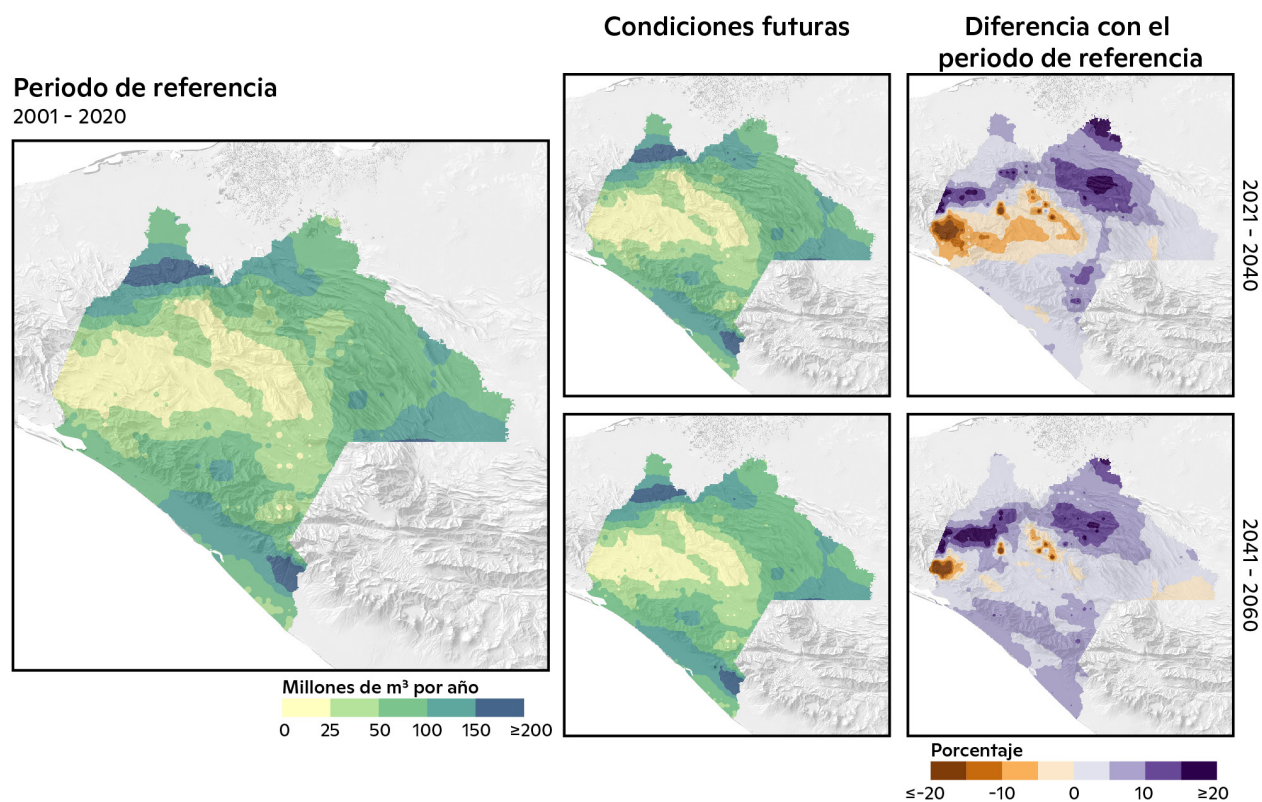 Condiciones futuras
Diferencia con el
periodo de referencia
Periodo de referencia
2001 - 2020
2021 - 2040
2041 - 2060
Millones de m³ por año
0 25 50 100 150 ≥200
Porcentaje
≤-20 -10 0 10 ≥20